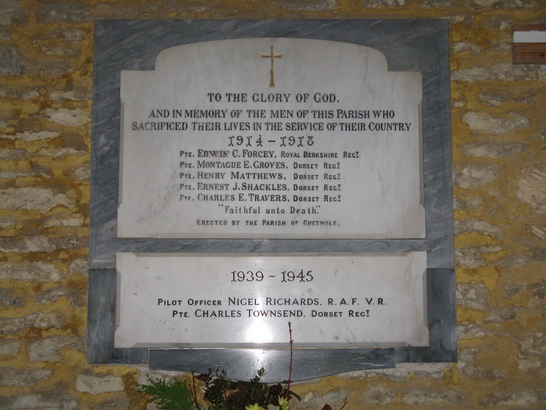 TO THE GLORY OF GOD.
AND IN MEMORY OF THE MEN OF THIS PARISH WHO
SACRIFICED THEIR LIVES IN THE SERVICE OF THEIR COUNTRY
1914 – 1918
PTE. EDWIN C. FORCEY, ROYAL BERKSHIRE REGT
PTE. MONTAGUE E. GROVES, DORSET REGT
PTE. HENRY MATTHEWS, DORSET REGT
PTE. ERNEST J. SHACKLES, DORSET REGT
PTE. CHARLES E. TRAVERS, DORSET REGT
"Faithful unto Death."
ERECTED BY THE PARISH OF CHETNOLE.
1939 - 1945
PILOT OFFICER NIGEL RICHARDS, R.A.F.V.R.
PTE. CHARLES TOWNSEND, DORSET REGT